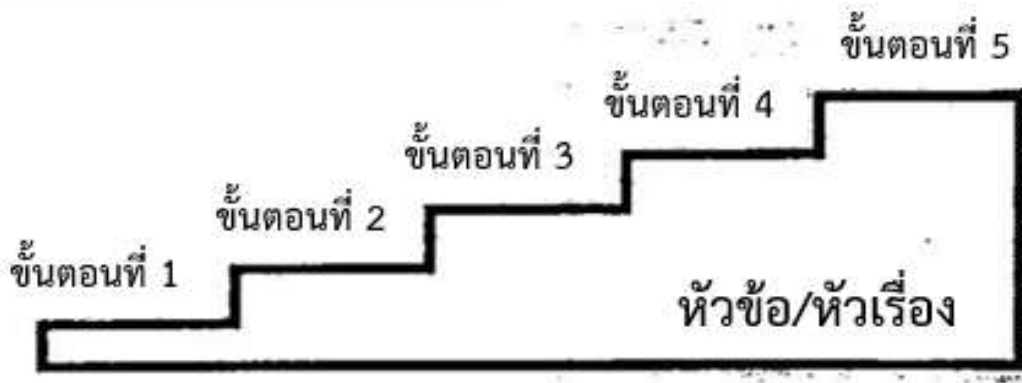 ขั้นตอนที่ 1
ขั้นตอนที่ 2
ขั้นตอนที่ 3
ขั้นตอนที่ 4
ขั้นตอนที่ 5
หัวข้อ/หัวเรื่อง